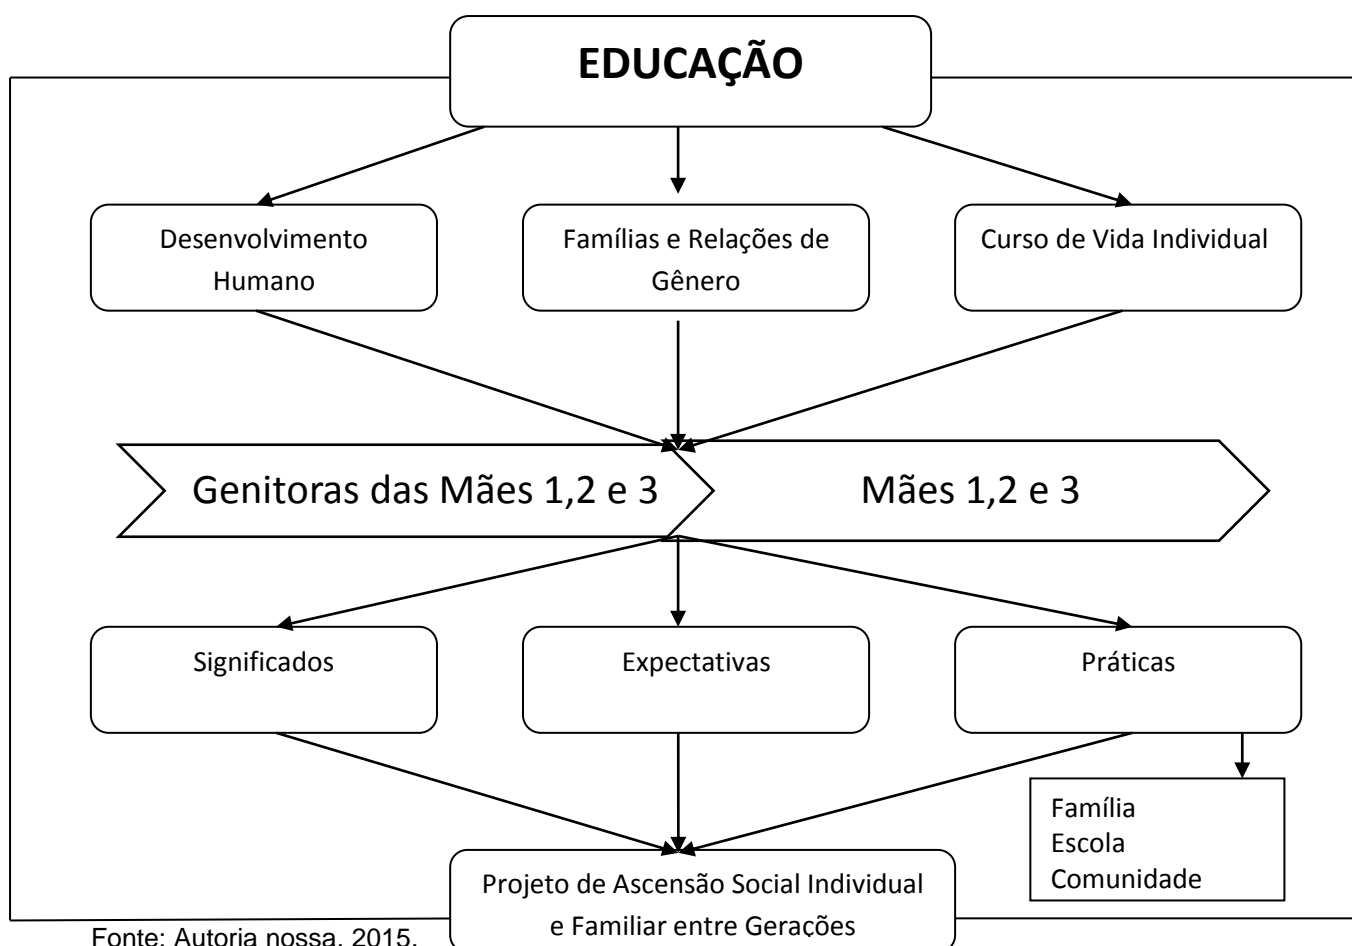 EDUCAÇÃO
Desenvolvimento
Humano
Famílias e Relações de
Gênero
Curso de Vida Individual
Genitoras das Mães 1,2 e 3
Mães 1,2 e 3
Significados
Expectativas
Práticas
Família
Escola
Comunidade
Projeto de Ascensão Social Individual
e Familiar entre Gerações
Fonte: Autoria nossa, 2015.